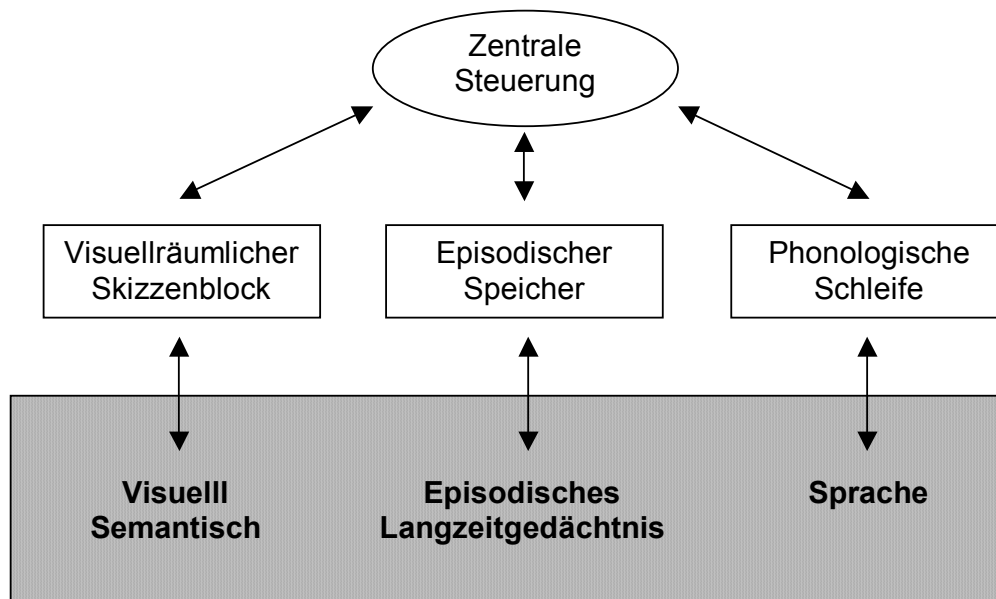 Zentrale
Steuerung
Visuellräumlicher
Skizzenblock
Episodischer
Speicher
Phonologische
Schleife
Visuelll
Semantisch
Episodisches
Langzeitgedächtnis
Sprache